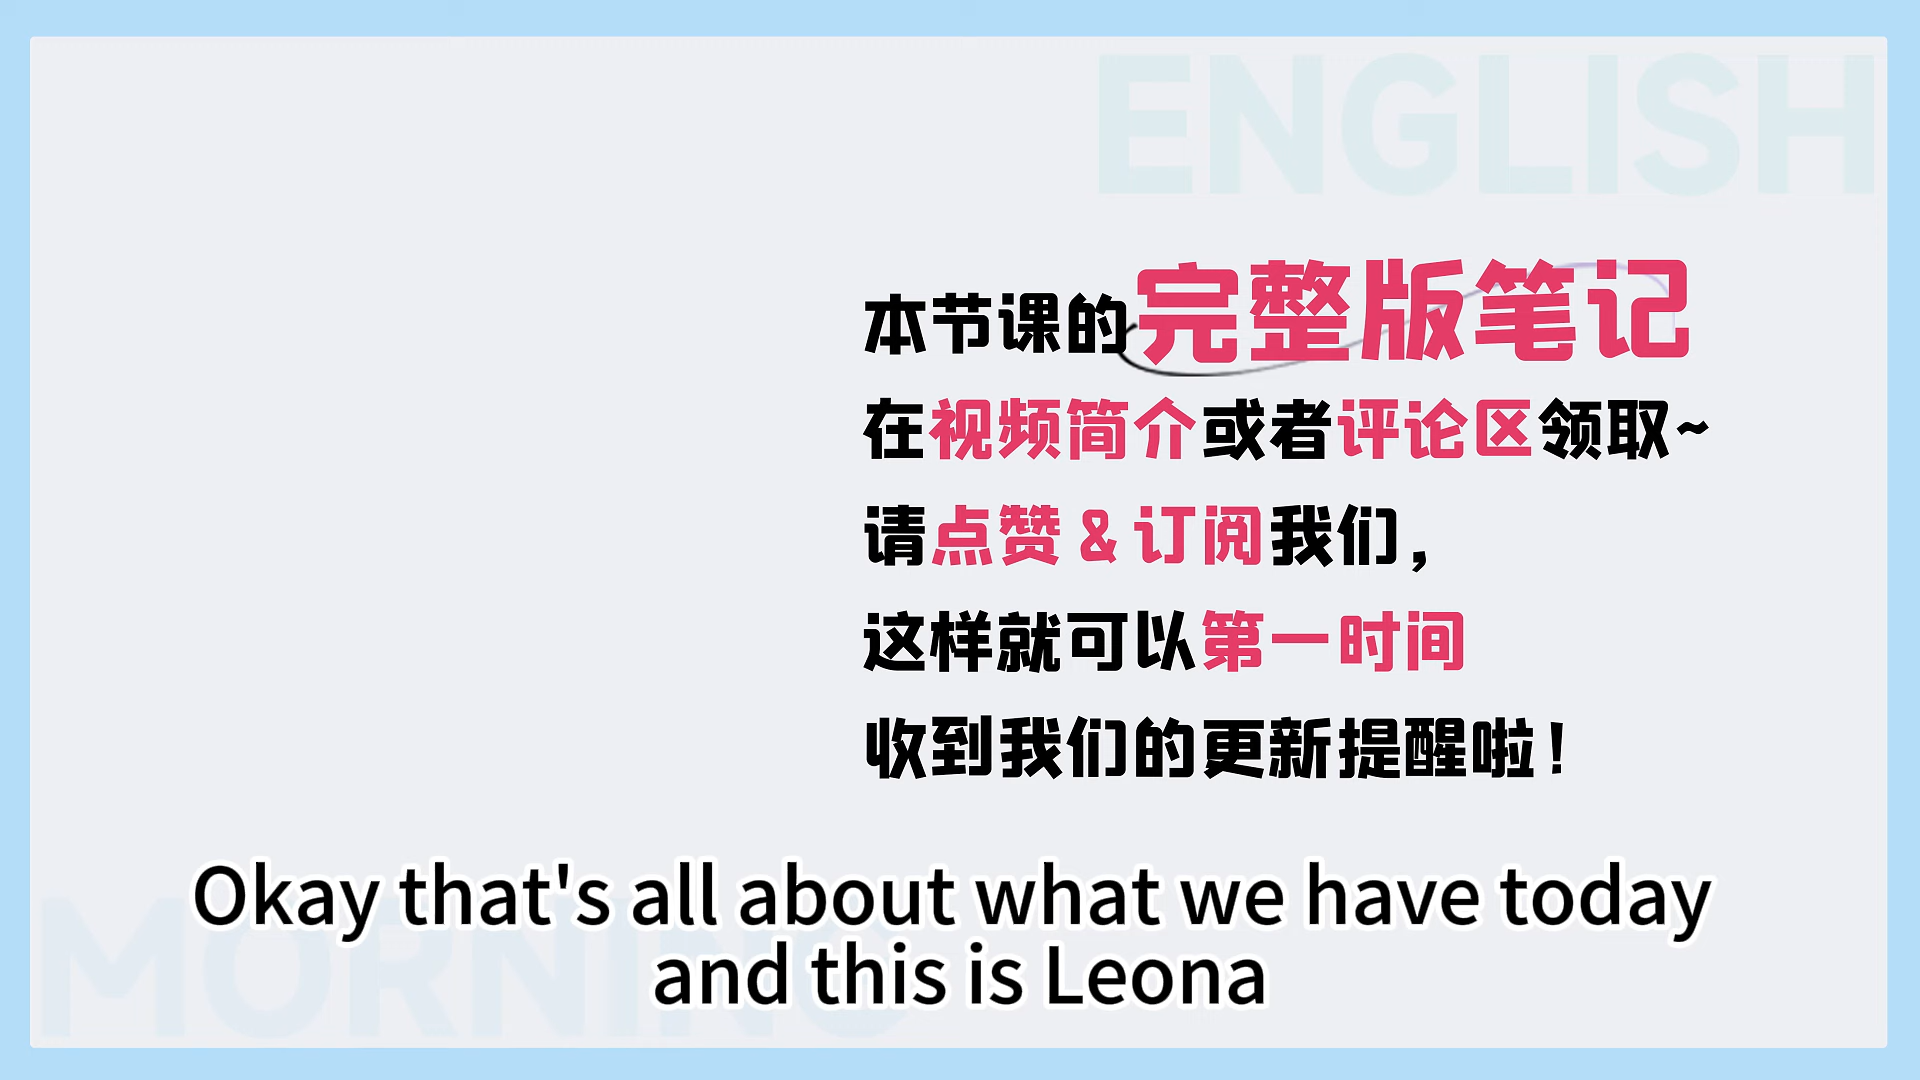 ENGLISH
本节课的完整版笔记
在视频简介或者评论区领取~
请点赞&订阅我们，
这样就可以第一时间
收到我们的更新提醒啦！
MORNING
Okay that's all about what we have today
and this is Leona